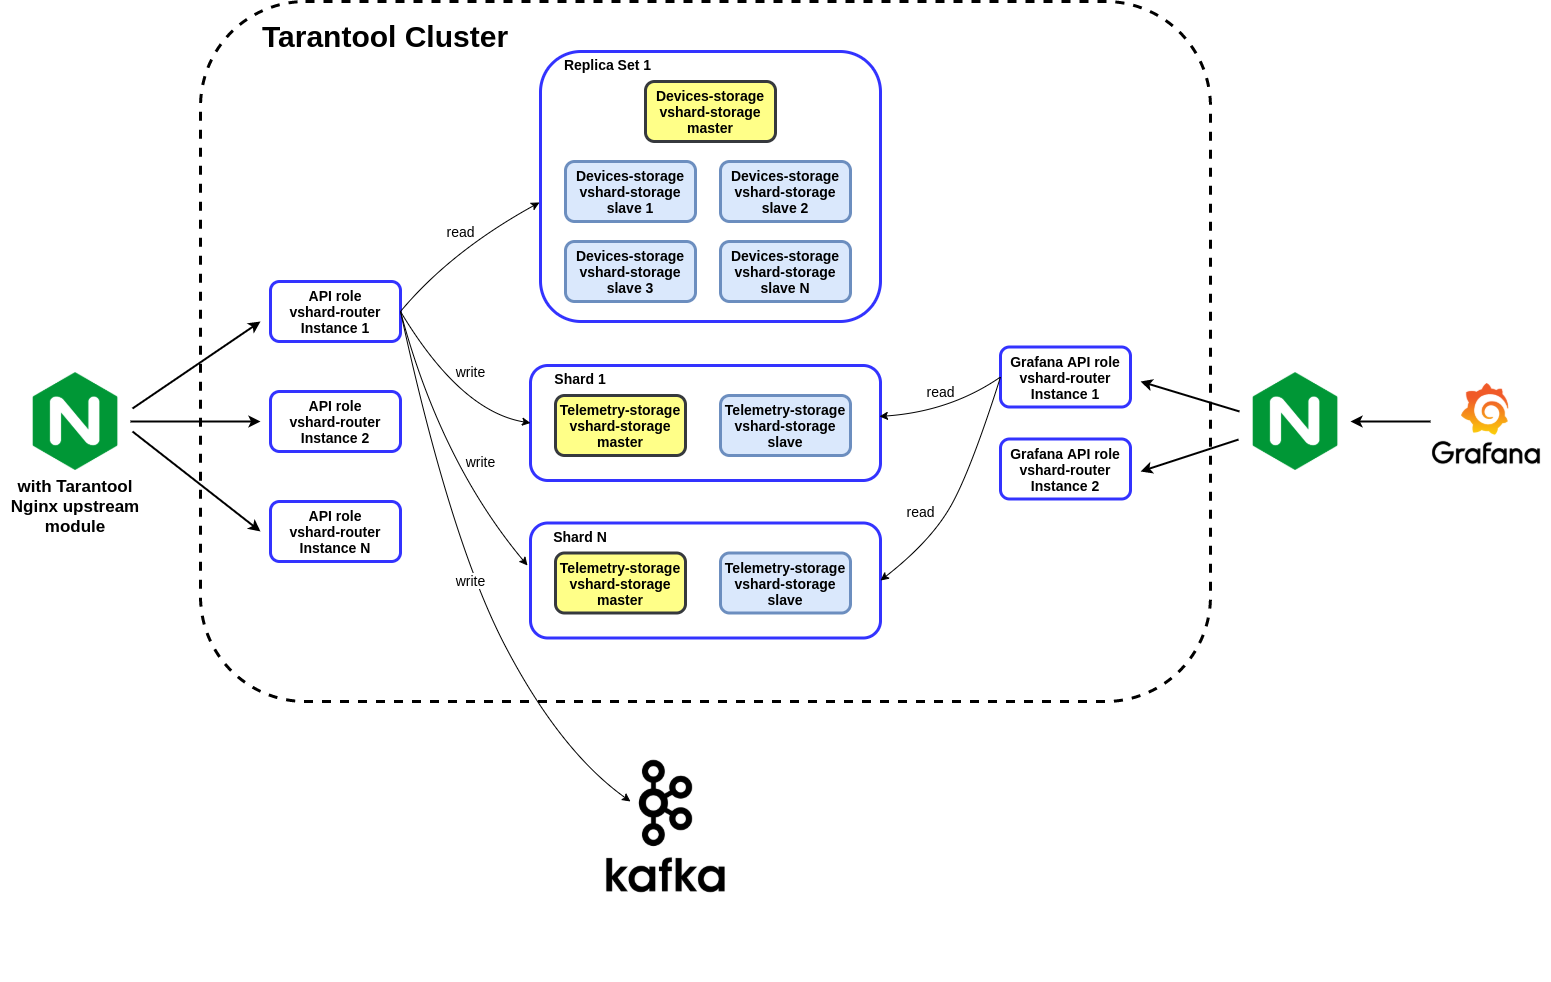 Tarantool Cluster
Replica Set 1
Devices-storage
vshard-storage
master
Devices-storage
vshard-storage
slave 1
Devices-storage
vshard-storage
slave 2
Devices-storage
vshard-storage
slave 3
Devices-storage
vshard-storage
slave N
read
API role
vshard-router
Instance 1
API role
vshard-router
Instance 2
API role
vshard-router
Instance N
N
with Tarantool
Nginx upstream
module
write
write
write
Shard 1
Telemetry-storage
vshard-storage
master
Telemetry-storage
vshard-storage
slave
Shard N
Telemetry-storage
vshard-storage
master
Telemetry-storage
vshard-storage
slave
read
read
Grafana API role
vshard-router
Instance 1
Grafana API role
vshard-router
Instance 2
N
Grafana
kafka